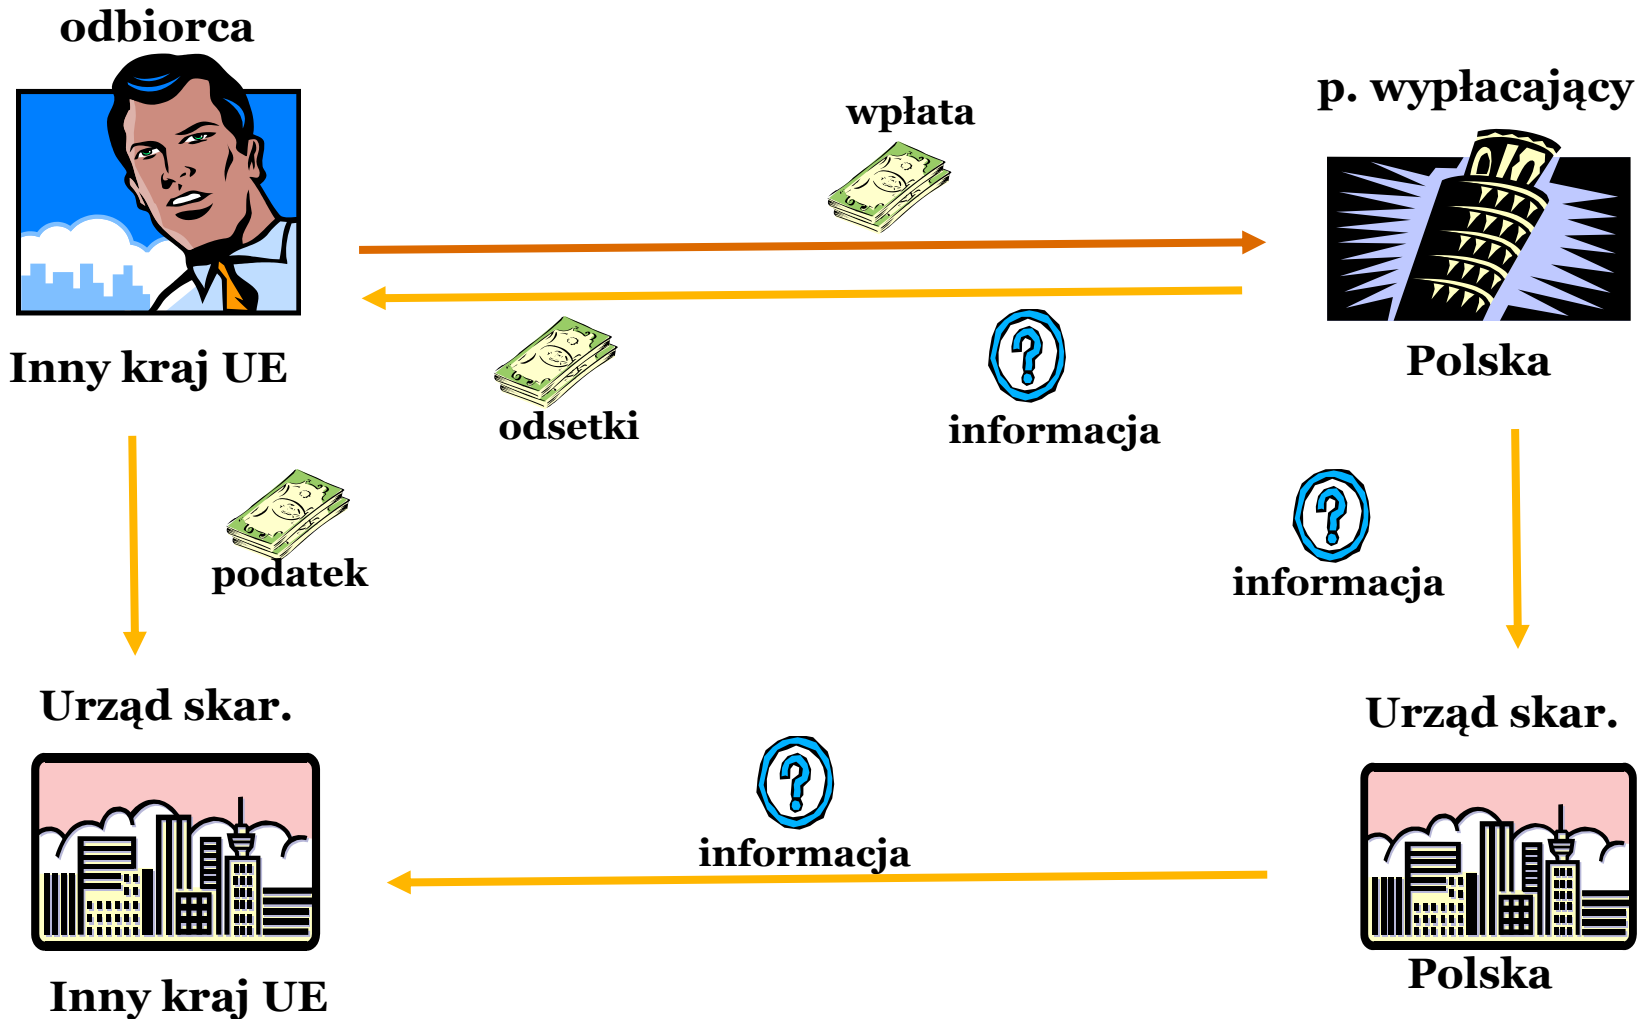 odbiorca
p. wypłacający
wpłata
Inny kraj UE
Polska
odsetki
informacja
podatek
informacja
Urząd skar.
Urząd skar.
informacja
Inny kraj UE
Polska